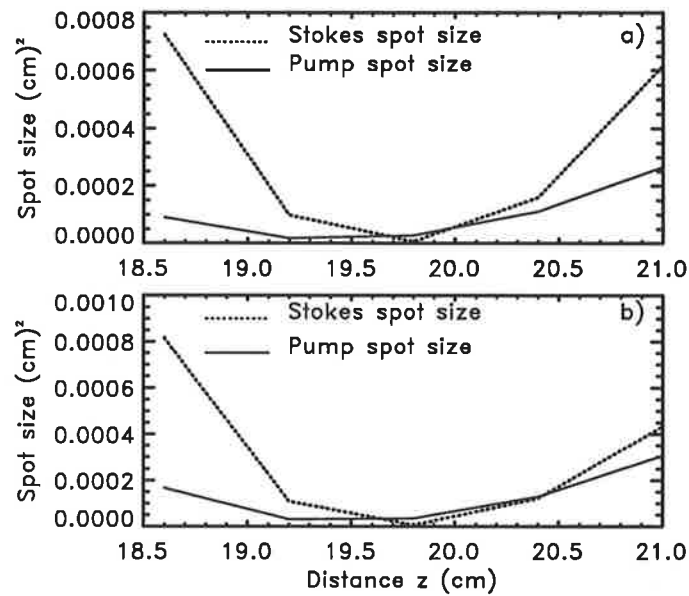 0.0008
Stokes spot size
a)
0.0006
Pump spot size
0.0004
0.0002
0.0000
Spot size (cm)²
18.5 19.0 19.5 20.0 20.5 21.0
0.0010
Stokes spot size
b)
0.0008
Pump spot size
0.0006
0.0004
0.0002
0.0000
Spot size (cm)²
18.5 19.0 19.5 20.0 20.5 21.0
Distance z (cm)